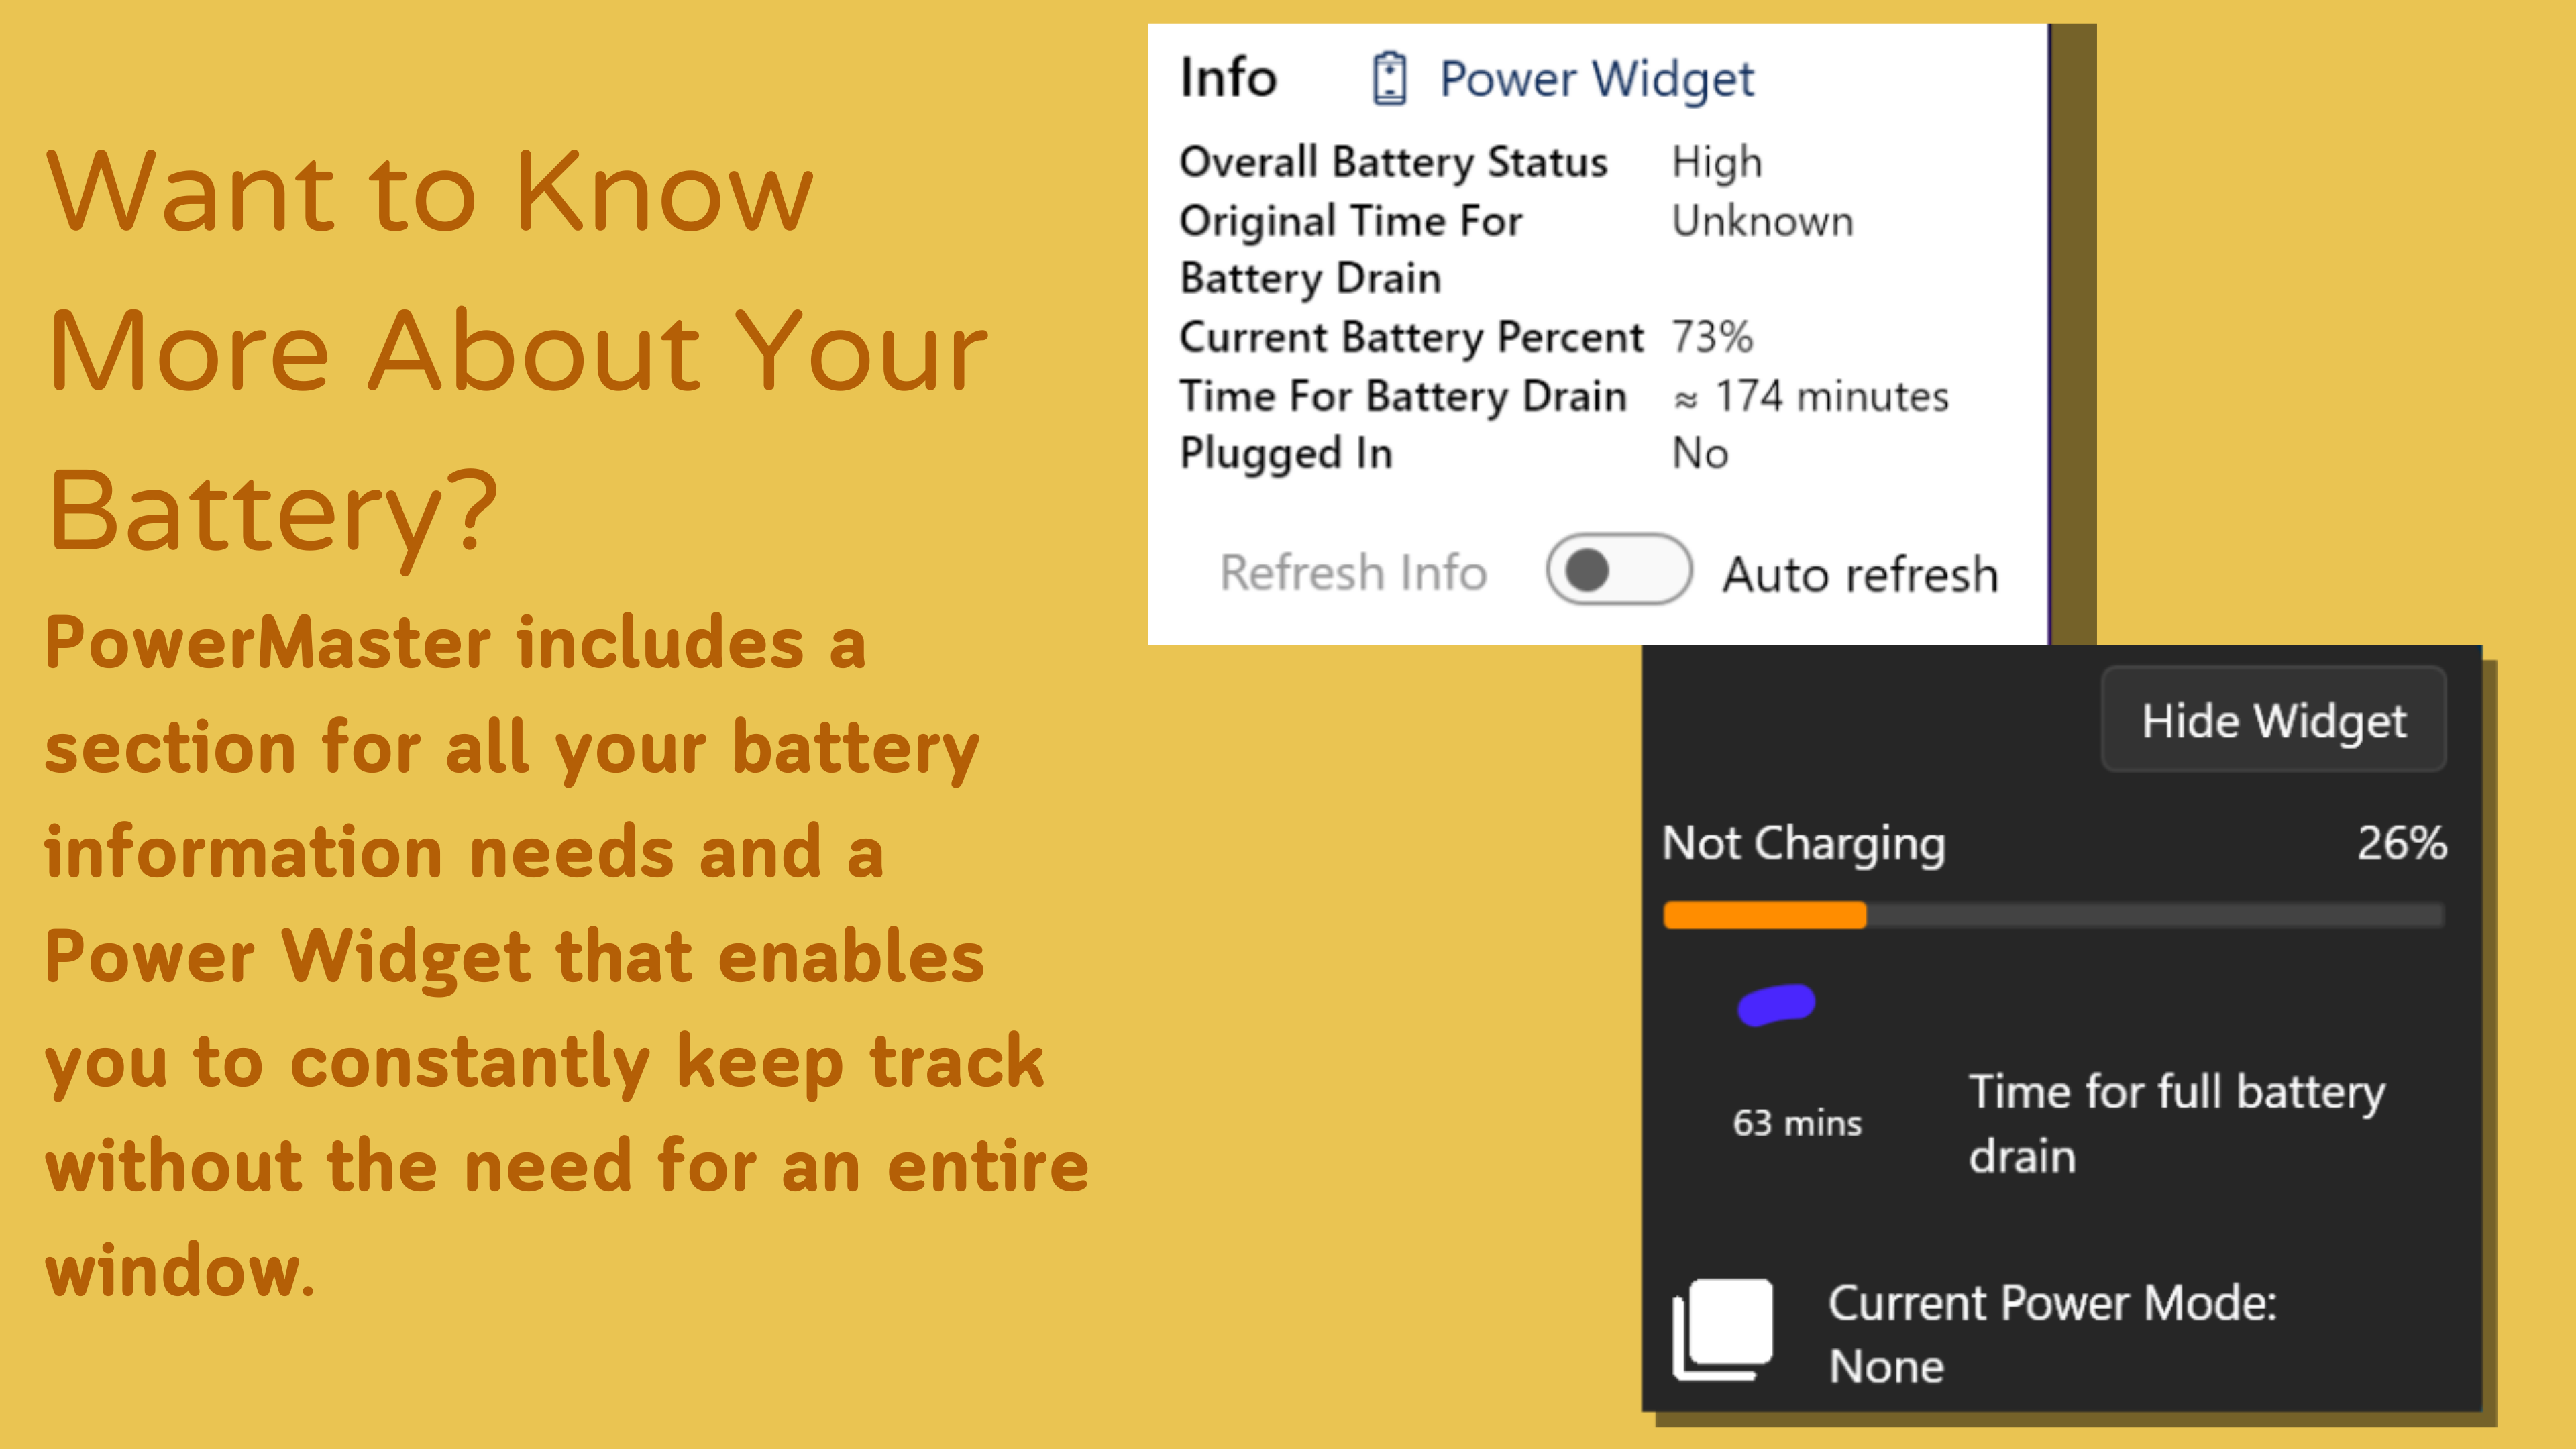 Want to Know
More About Your
Battery?
PowerMaster includes a
section for all your battery
information needs and a
Power Widget that enables
you to constantly keep track
without the need for an entire
window.
Info Power Widget
Overall Battery Status High
Original Time For Unknown
Battery Drain
Current Battery Percent 73%
Time For Battery Drain ≈ 174 minutes
Plugged In No
Refresh Info Auto refresh
Hide Widget
Not Charging 26%
63 mins
Time for full battery
drain
Current Power Mode:
None